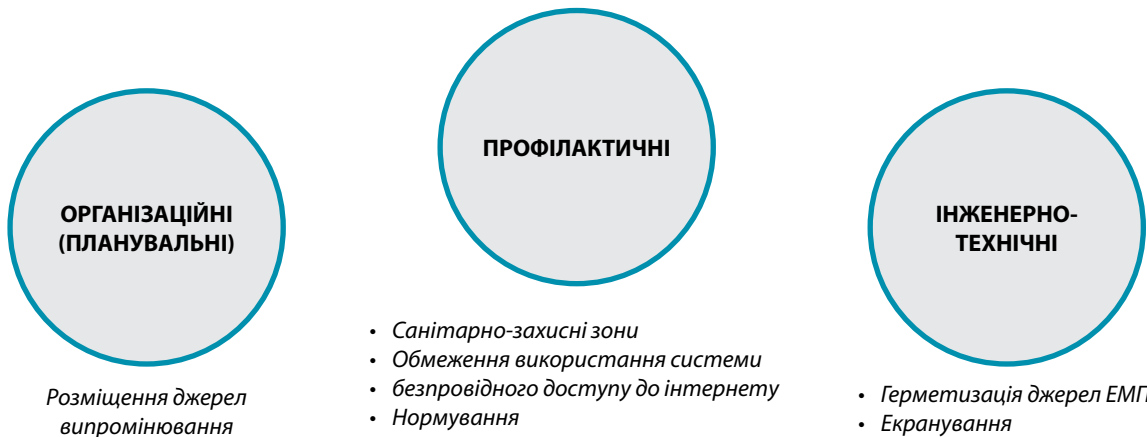 ОРГАНІЗАЦІЙНІ
(ПЛАНУВАЛЬНІ)
Розміщення джерел
випромінювання
ПРОФІЛАКТИЧНІ
• Санітарно-захисні зони
• Обмеження використання системи
• безпровідного доступу до інтернету
• Нормування
ІНЖЕНЕРНО-
ТЕХНІЧНІ
• Герметизація джерел ЕМП
• Екранування